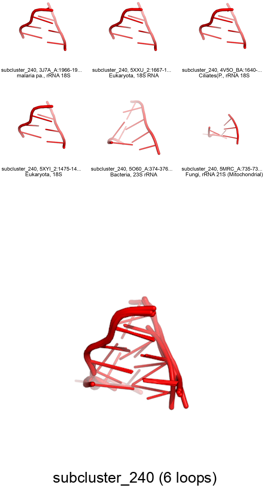 subcluster_240, 3J7A_A:1966-19...
malaria pa., rRNA 18S
subcluster_240, 5XXU_2:1667-1...
Eukaryota, 18S RNA
subcluster_240, 4V5O_BA:1640-...
Ciliates(P., rRNA 18S
subcluster_240, 5XYI_2:1475-14...
Eukaryota, 18S
subcluster_240, 5O60_A:374-376...
Bacteria, 23S rRNA
subcluster_240, 5MRC_A:735-73...
Fungi, rRNA 21S (Mitochondrial)
subcluster_240 (6 loops)